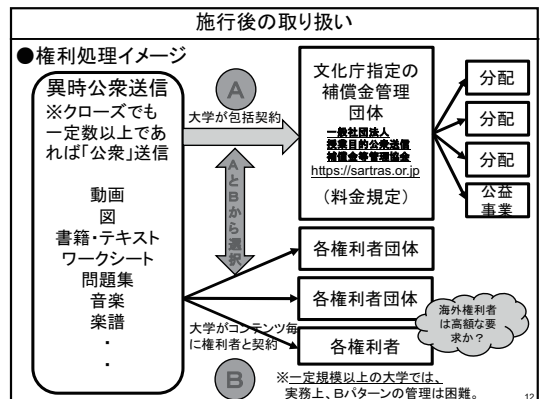 施行後の取り扱い
●権利処理イメージ
異時公衆送信
※クローズでも
一定数以上であ
れば「公衆」送信
動画
図
書籍・テキスト
ワークシート
問題集
音楽
楽譜
・
・
A
大学が包括契約
AとBから選択
文化庁指定の
補償金管理
団体
一般社団法人
授業目的公衆送信
補償金等管理協会
https://sartras.or.jp
（料金規定）
分配
分配
分配
公益
事業
各権利者団体
各権利者団体
各権利者
海外権利者
は高額な要
求か？
大学がコンテンツ毎
に権利者と契約
B
※一定規模以上の大学では、
実務上、Bパターンの管理は困難。
12